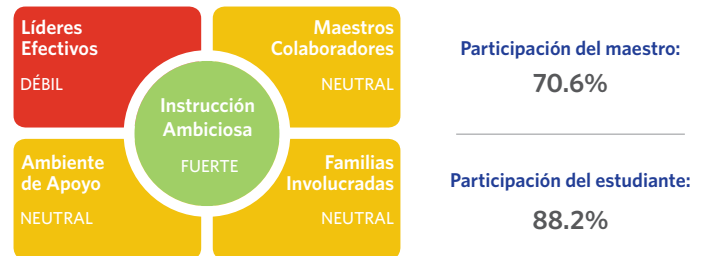 Líderes
Efectivos
DÉBIL
Maestros
Colaboradores
NEUTRAL
Instrucción
Ambiciosa
FUERTE
Ambiente
de Apoyo
NEUTRAL
Familias
Involucradas
NEUTRAL
Participación del maestro:
70.6%
Participación del estudiante:
88.2%